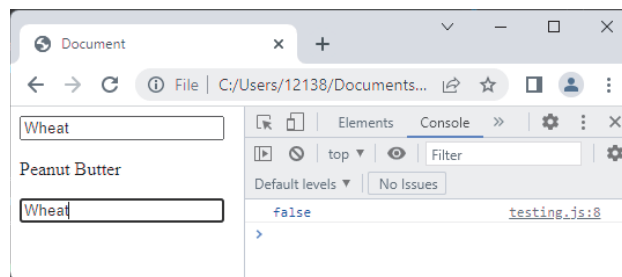 Document
File | C:/Users/12138/Documents...
Wheat
Peanut Butter
Wheat
Elements Console »
top ▼ Filter
Default levels ▼ No Issues
false testing.js:8
>